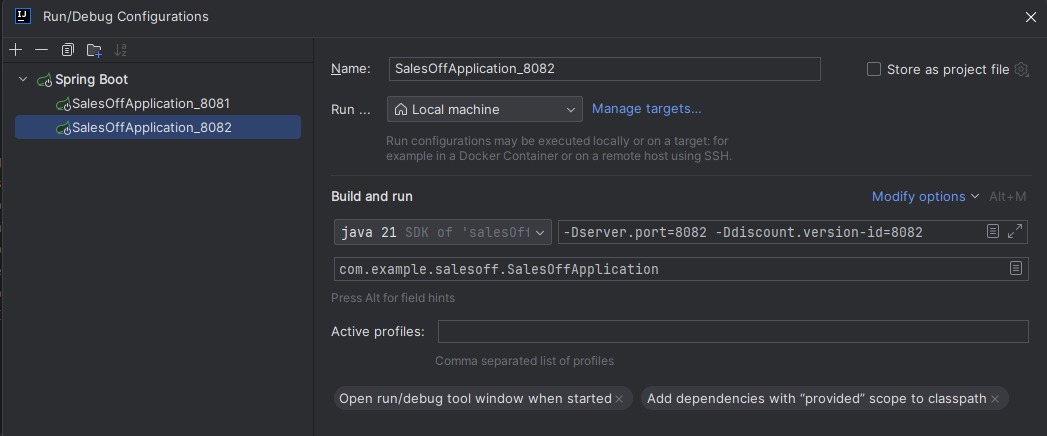 Run/Debug Configurations
Spring Boot
SalesOffApplication_8081
SalesOffApplication_8082
Name: SalesOffApplication_8082 Store as project file
Run ... Local machine Manage targets...
Run configurations may be executed locally or on a target: for
example in a Docker Container or on a remote host using SSH.
Build and run Modify options Alt+M
java 21 SDK of 'salesOff -Dserver.port=8082 -Ddiscount.version-id=8082
com.example.salesoff.SalesOffApplication
Press Alt for field hints
Active profiles:
Comma separated list of profiles
Open run/debug tool window when started × Add dependencies with “provided” scope to classpath ×